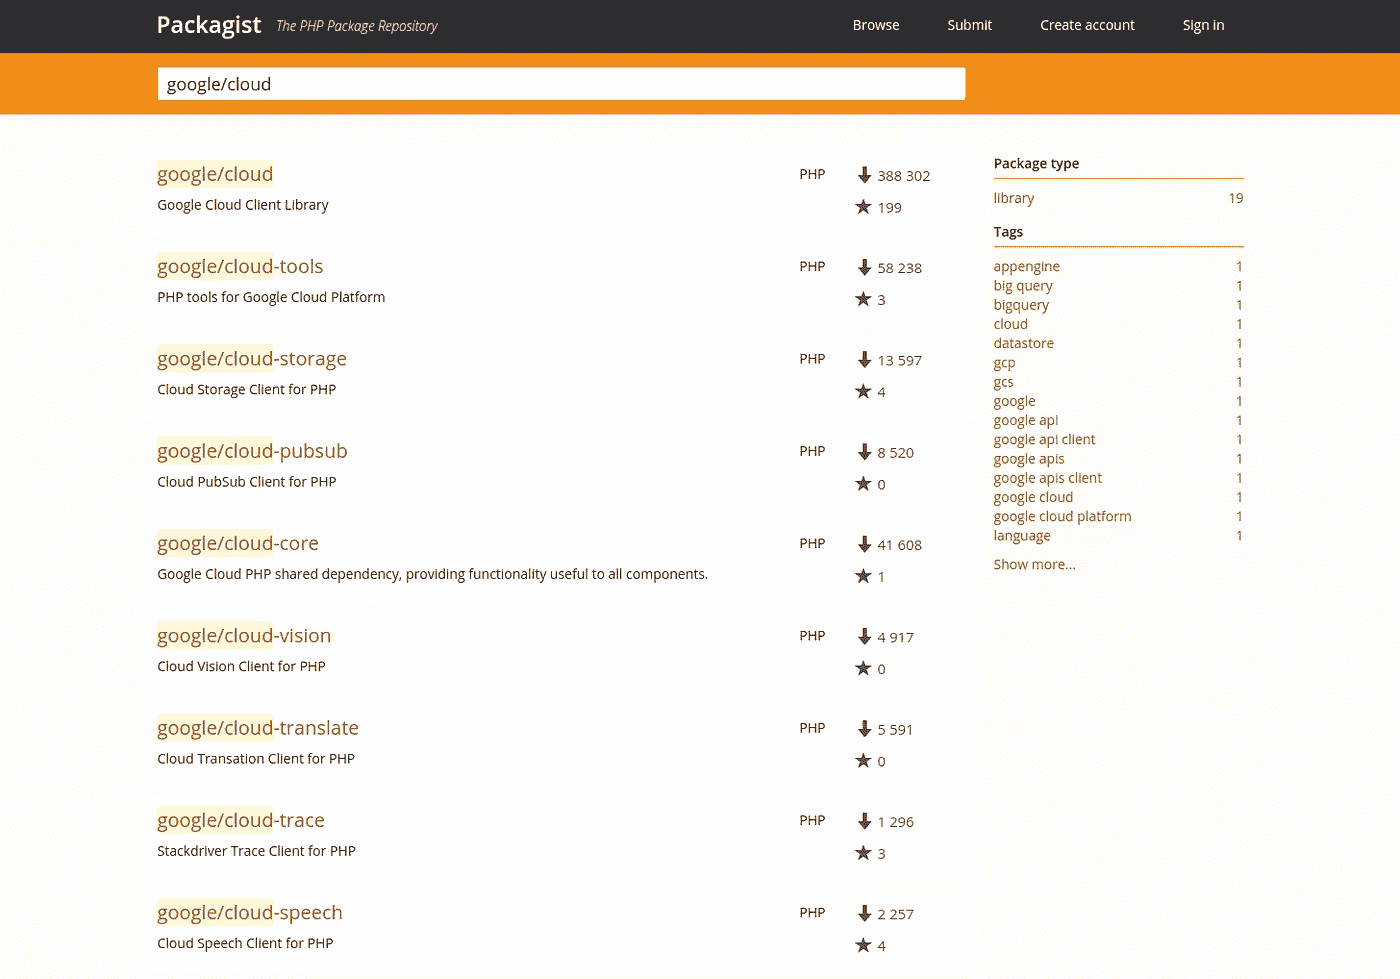 Packagist The PHP Package Repository Browse Submit Create account Sign in
google/cloud
google/cloud PHP 388 302
Google Cloud Client Library 199
google/cloud-tools PHP 58 238
PHP tools for Google Cloud Platform 3
google/cloud-storage PHP 13 597
Cloud Storage Client for PHP 4
google/cloud-pubsub PHP 8 520
Cloud PubSub Client for PHP 0
google/cloud-core PHP 41 608
Google Cloud PHP shared dependency, providing functionality useful to all components. 1
google/cloud-vision PHP 4 917
Cloud Vision Client for PHP 0
google/cloud-translate PHP 5 591
Cloud Transation Client for PHP 0
google/cloud-trace PHP 1 296
Stackdriver Trace Client for PHP 3
google/cloud-speech PHP 2 257
Cloud Speech Client for PHP 4
Package type
library 19
Tags
appengine 1
big query 1
bigquery 1
cloud 1
datastore 1
gcp 1
gcs 1
google 1
google api 1
google api client 1
google apis 1
google apis client 1
google cloud 1
google cloud platform 1
language 1
Show more...